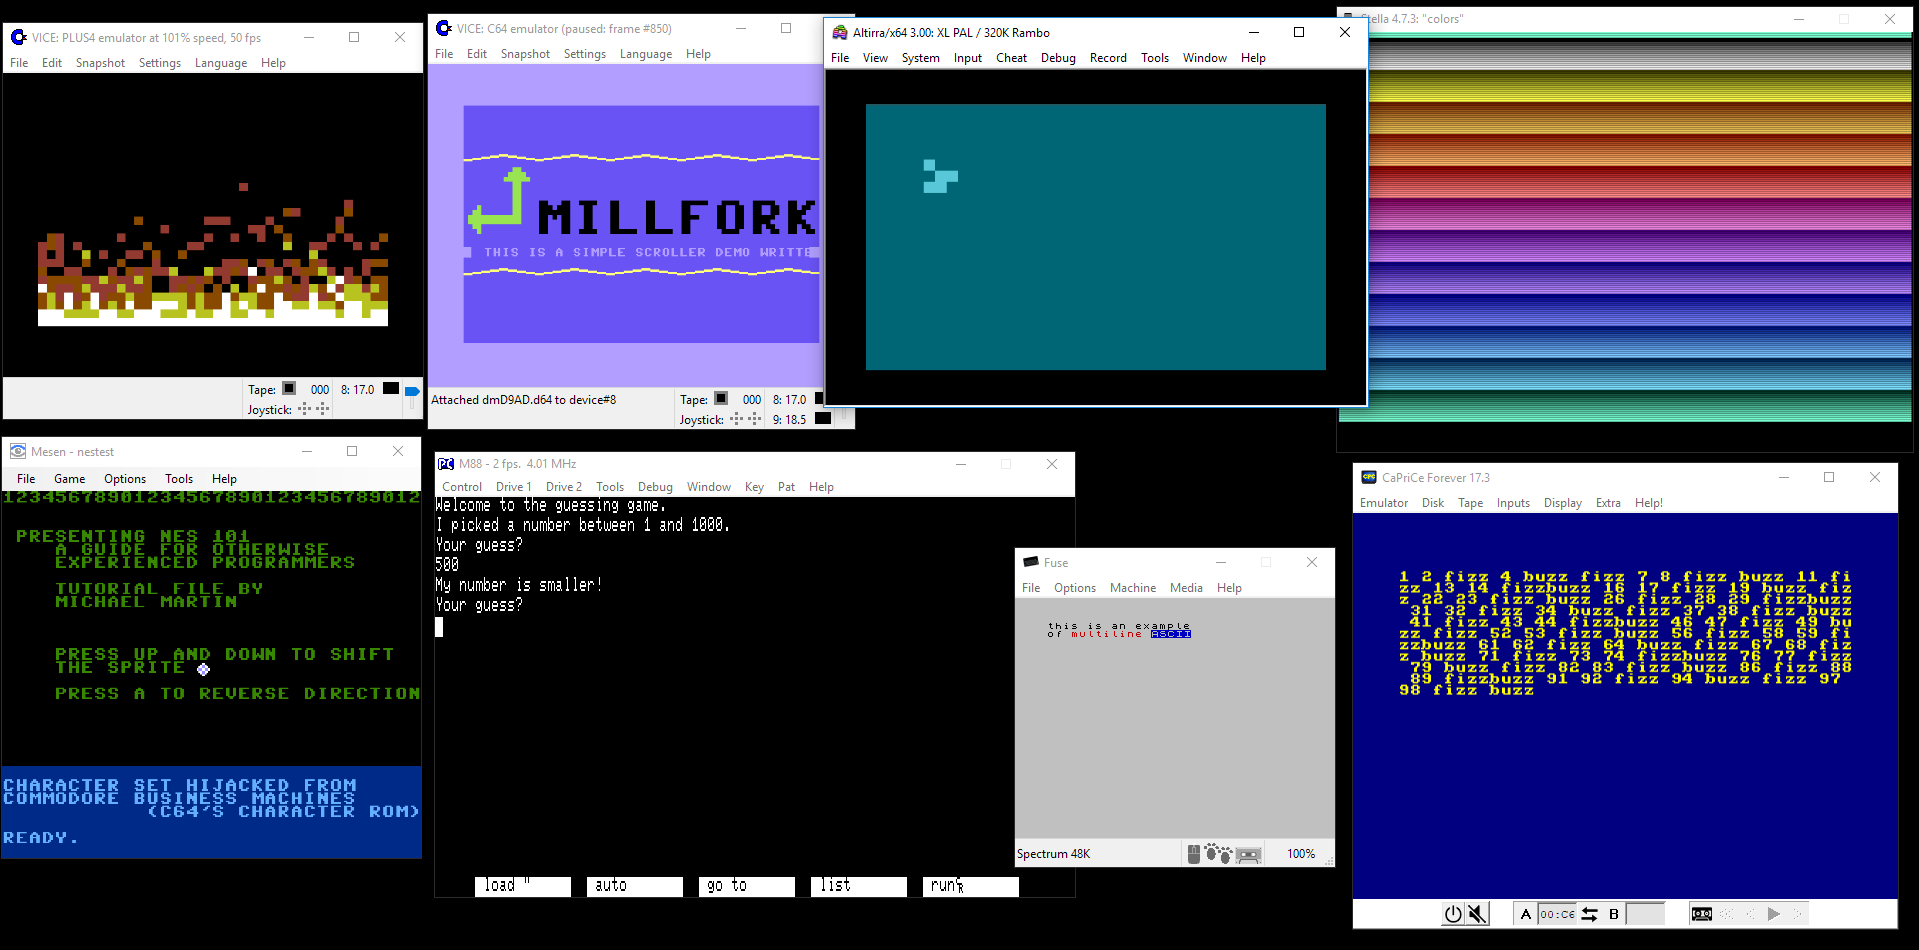 VICE: PLUS4 emulator at 101% speed, 50 fps
File Edit Snapshot Settings Language Help
Tape: 000 8: 17.0
Joystick:
VICE: C64 emulator (paused: frame #850)
File Edit Snapshot Settings Language Help
MILLFORK
THIS IS A SIMPLE SCROLLER DEMO WRITTE
Attached dmD9AD.d64 to device#8
Tape: 000 8: 17.0
Joystick: 9: 18.5
Altirra/x64 3.00: XL PAL / 320K Rambo
File View System Input Cheat Debug Record Tools Window Help
Stella 4.7.3: "colors"
Mesen - nestest
File Game Options Tools Help
12345678901234567890123456789012
PRESENTING NES 101
A GUIDE FOR OTHERWISE
EXPERIENCED PROGRAMMERS
TUTORIAL FILE BY
MICHAEL MARTIN
PRESS UP AND DOWN TO SHIFT
THE SPRITE
PRESS A TO REVERSE DIRECTION
CHARACTER SET HIJACKED FROM
COMMODORE BUSINESS MACHINES
(C64'S CHARACTER ROM)
READY.
M88 - 2 fps. 4.01 MHz
Control Drive 1 Drive 2 Tools Debug Window Key Pat Help
Welcome to the guessing game.
I picked a number between 1 and 1000.
Your guess?
500
My number is smaller!
Your guess?
load " auto go to list run
Fuse
File Options Machine Media Help
this is an example
of multiline ASCII
Spectrum 48K 100%
CaPriCe Forever 17.3
Emulator Disk Tape Inputs Display Extra Help!
1 2 fizz 4 buzz fizz 7 8 fizz buzz 11 fi
zz 13 14 fizzbuzz 16 17 fizz 19 buzz fiz
z 22 23 fizz buzz 26 fizz 28 29 fizzbuzz
31 32 fizz 34 buzz fizz 37 38 fizz buzz
41 fizz 43 44 fizzbuzz 46 47 fizz 49 bu
zz fizz 52 53 fizz buzz 56 fizz 58 59 fi
zzbuzz 61 62 fizz 64 buzz fizz 67 68 fiz
z buzz 71 fizz 73 74 fizzbuzz 76 77 fizz
79 buzz fizz 82 83 fizz buzz 86 fizz 88
89 fizzbuzz 91 92 fizz 94 buzz fizz 97
98 fizz buzz
A 00:C6 B